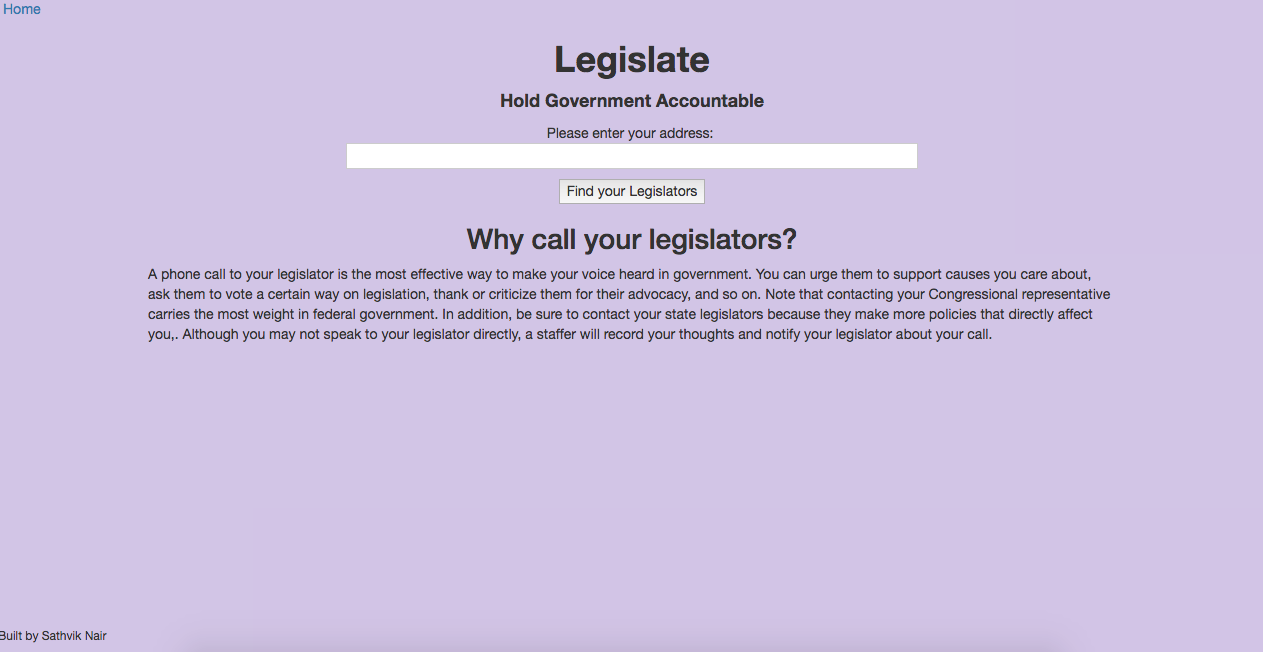 Home
Legislate
Hold Government Accountable
Please enter your address:
Find your Legislators
Why call your legislators?
A phone call to your legislator is the most effective way to make your voice heard in government. You can urge them to support causes you care about,
ask them to vote a certain way on legislation, thank or criticize them for their advocacy, and so on. Note that contacting your Congressional representative
carries the most weight in federal government. In addition, be sure to contact your state legislators because they make more policies that directly affect
you,. Although you may not speak to your legislator directly, a staffer will record your thoughts and notify your legislator about your call.
Built by Sathvik Nair